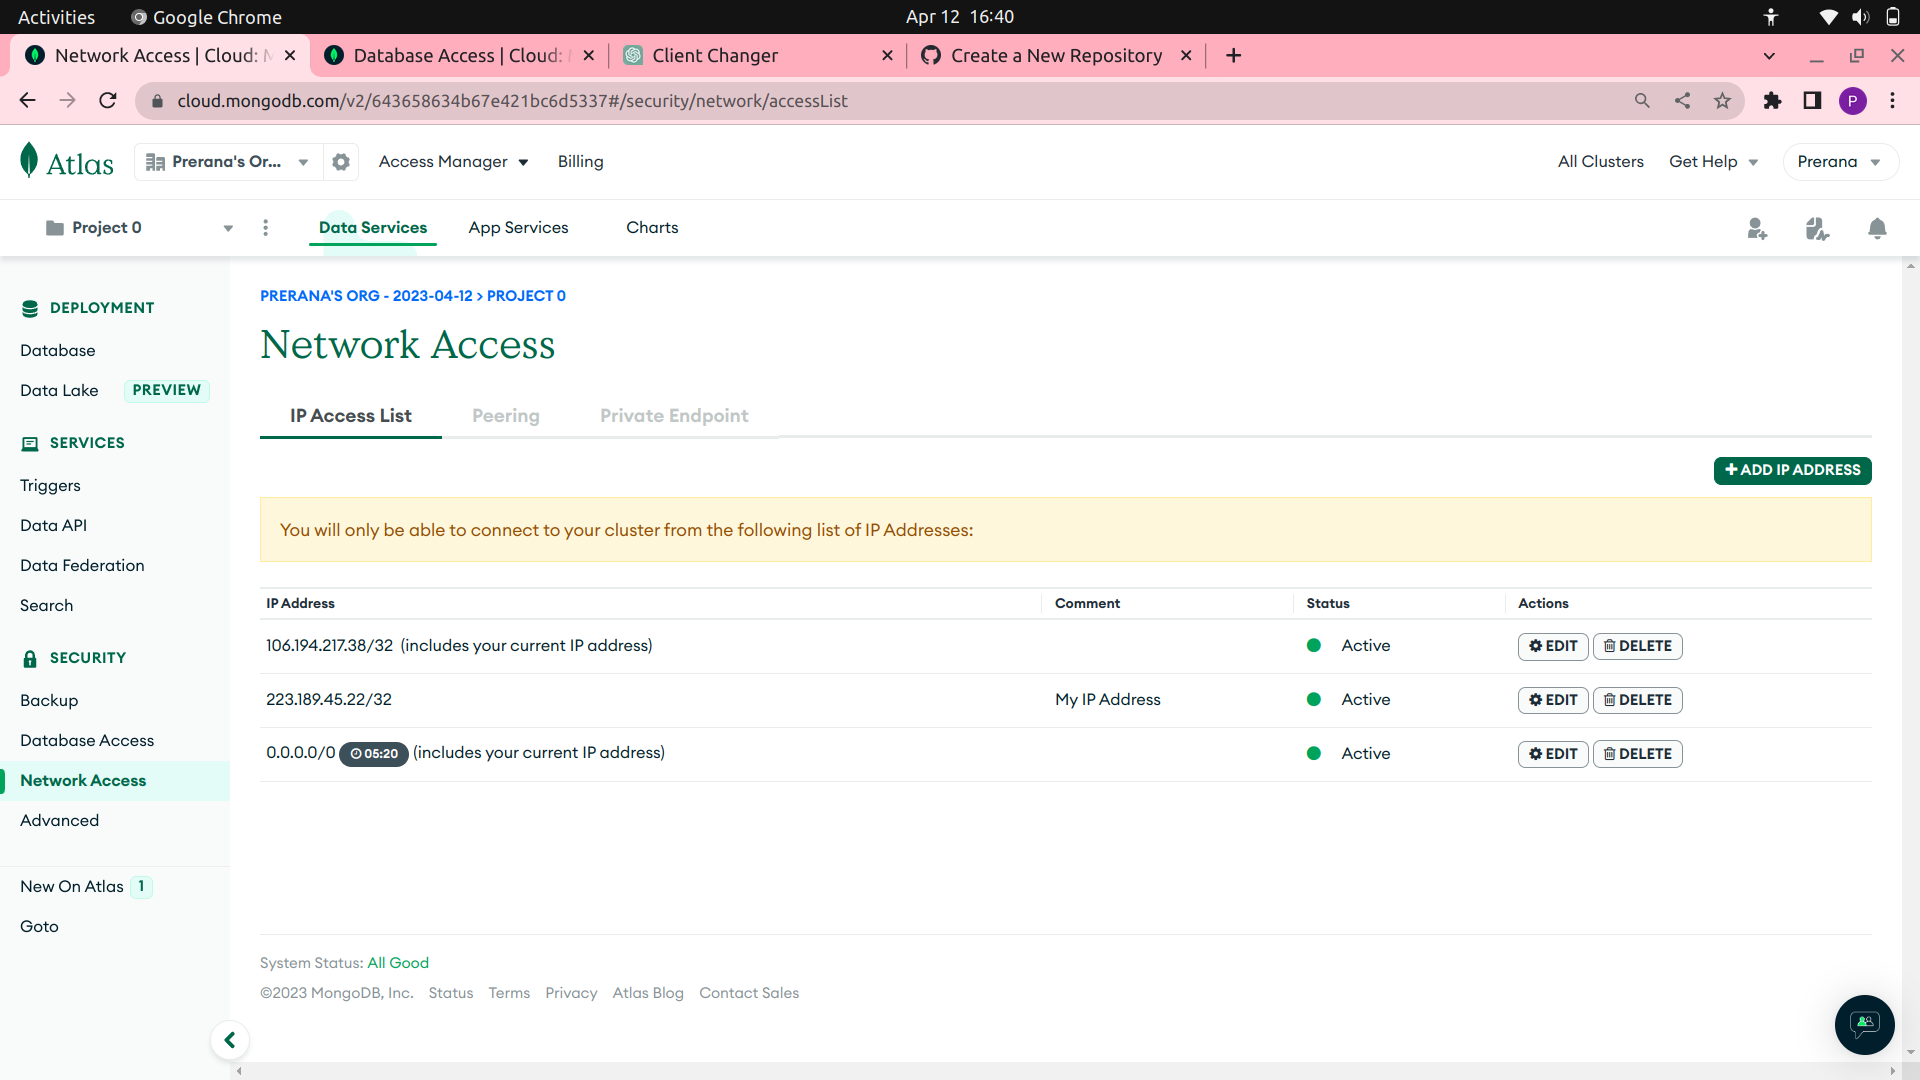 Activities Google Chrome Apr 12 16:40
Network Access | Cloud: Database Access | Cloud: Client Changer Create a New Repository
cloud.mongodb.com/v2/643658634b67e421bc6d5337#/security/network/accessList P
Atlas Prerana's Or... Access Manager Billing All Clusters Get Help Prerana
Project 0 Data Services App Services Charts
PRERANA'S ORG - 2023-04-12 > PROJECT 0
Network Access
DEPLOYMENT
Database
Data Lake PREVIEW
SERVICES
Triggers
Data API
Data Federation
Search
SECURITY
Backup
Database Access
Network Access
Advanced
New On Atlas 1
Goto
IP Access List Peering Private Endpoint
+ ADD IP ADDRESS
You will only be able to connect to your cluster from the following list of IP Addresses:
IP Address Comment Status Actions
106.194.217.38/32 (includes your current IP address) Active EDIT DELETE
223.189.45.22/32 My IP Address Active EDIT DELETE
0.0.0.0/0 05:20 (includes your current IP address) Active EDIT DELETE
System Status: All Good
©2023 MongoDB, Inc. Status Terms Privacy Atlas Blog Contact Sales